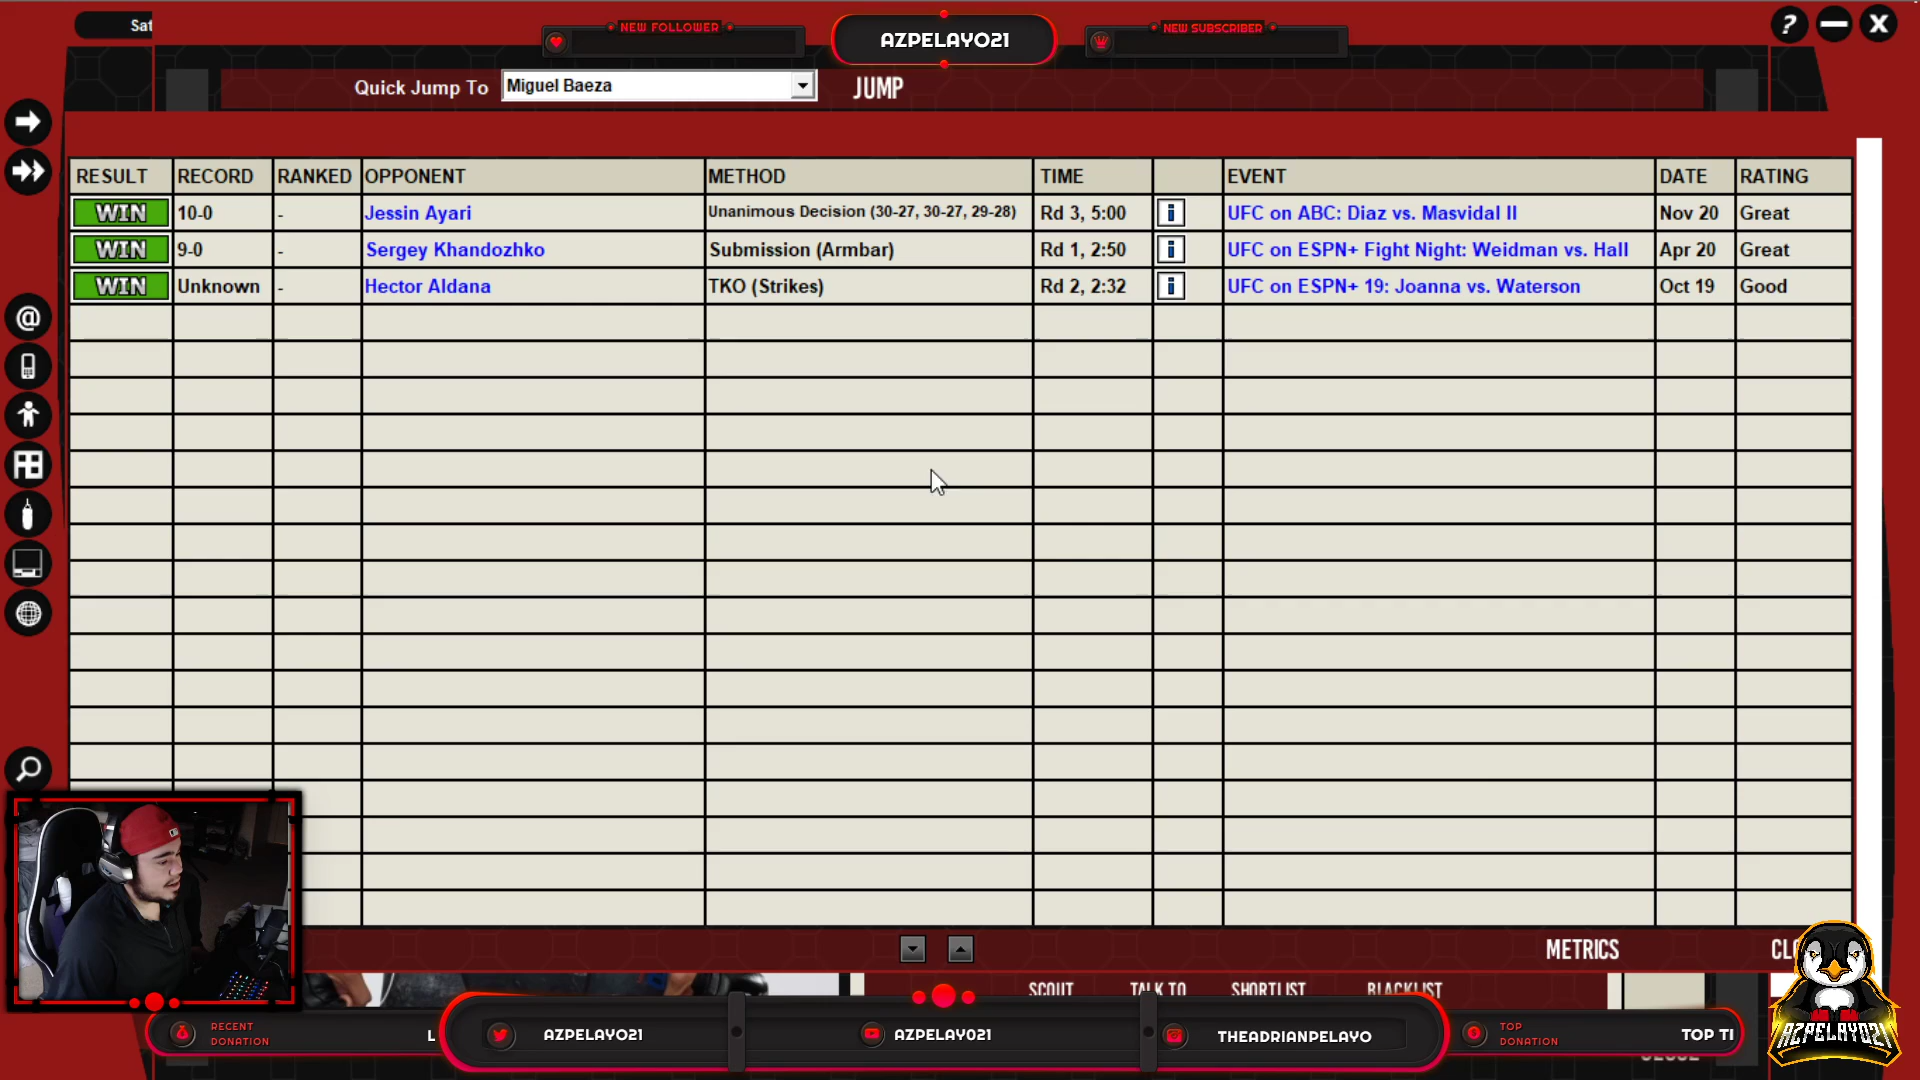 Sat
NEW FOLLOWER
AZPELAYO21
NEW SUBSCRIBER
?
X
Quick Jump To
Miguel Baeza
JUMP
RESULT RECORD RANKED OPPONENT METHOD TIME EVENT DATE RATING
WIN 10-0 - Jessin Ayari Unanimous Decision (30-27, 30-27, 29-28) Rd 3, 5:00 i UFC on ABC: Diaz vs. Masvidal II Nov 20 Great
WIN 9-0 - Sergey Khandozhko Submission (Armbar) Rd 1, 2:50 i UFC on ESPN+ Fight Night: Weidman vs. Hall Apr 20 Great
WIN Unknown - Hector Aldana TKO (Strikes) Rd 2, 2:32 i UFC on ESPN+ 19: Joanna vs. Waterson Oct 19 Good
@
METRICS
CL
SCOUT TALK TO SHORTLIST BLACKLIST
RECENT
DONATION
L
AZPELAYO21
AZPELAYO21
THEADRIANPELAYO
TOP
DONATION
TOP TI
CLOSE
AZPELAYO21